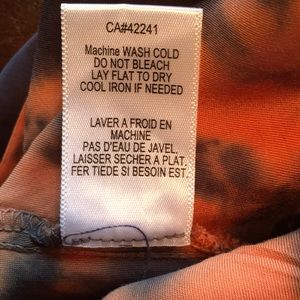 CA#42241
Machine WASH COLD
DO NOT BLEACH
LAY FLAT TO DRY
COOL IRON IF NEEDED
LAVER A FROID EN
MACHINE
PAS D'EAU DE JAVEL.
LAISSER SECHER A PLAT.
FER TIEDE SI BESOIN EST.